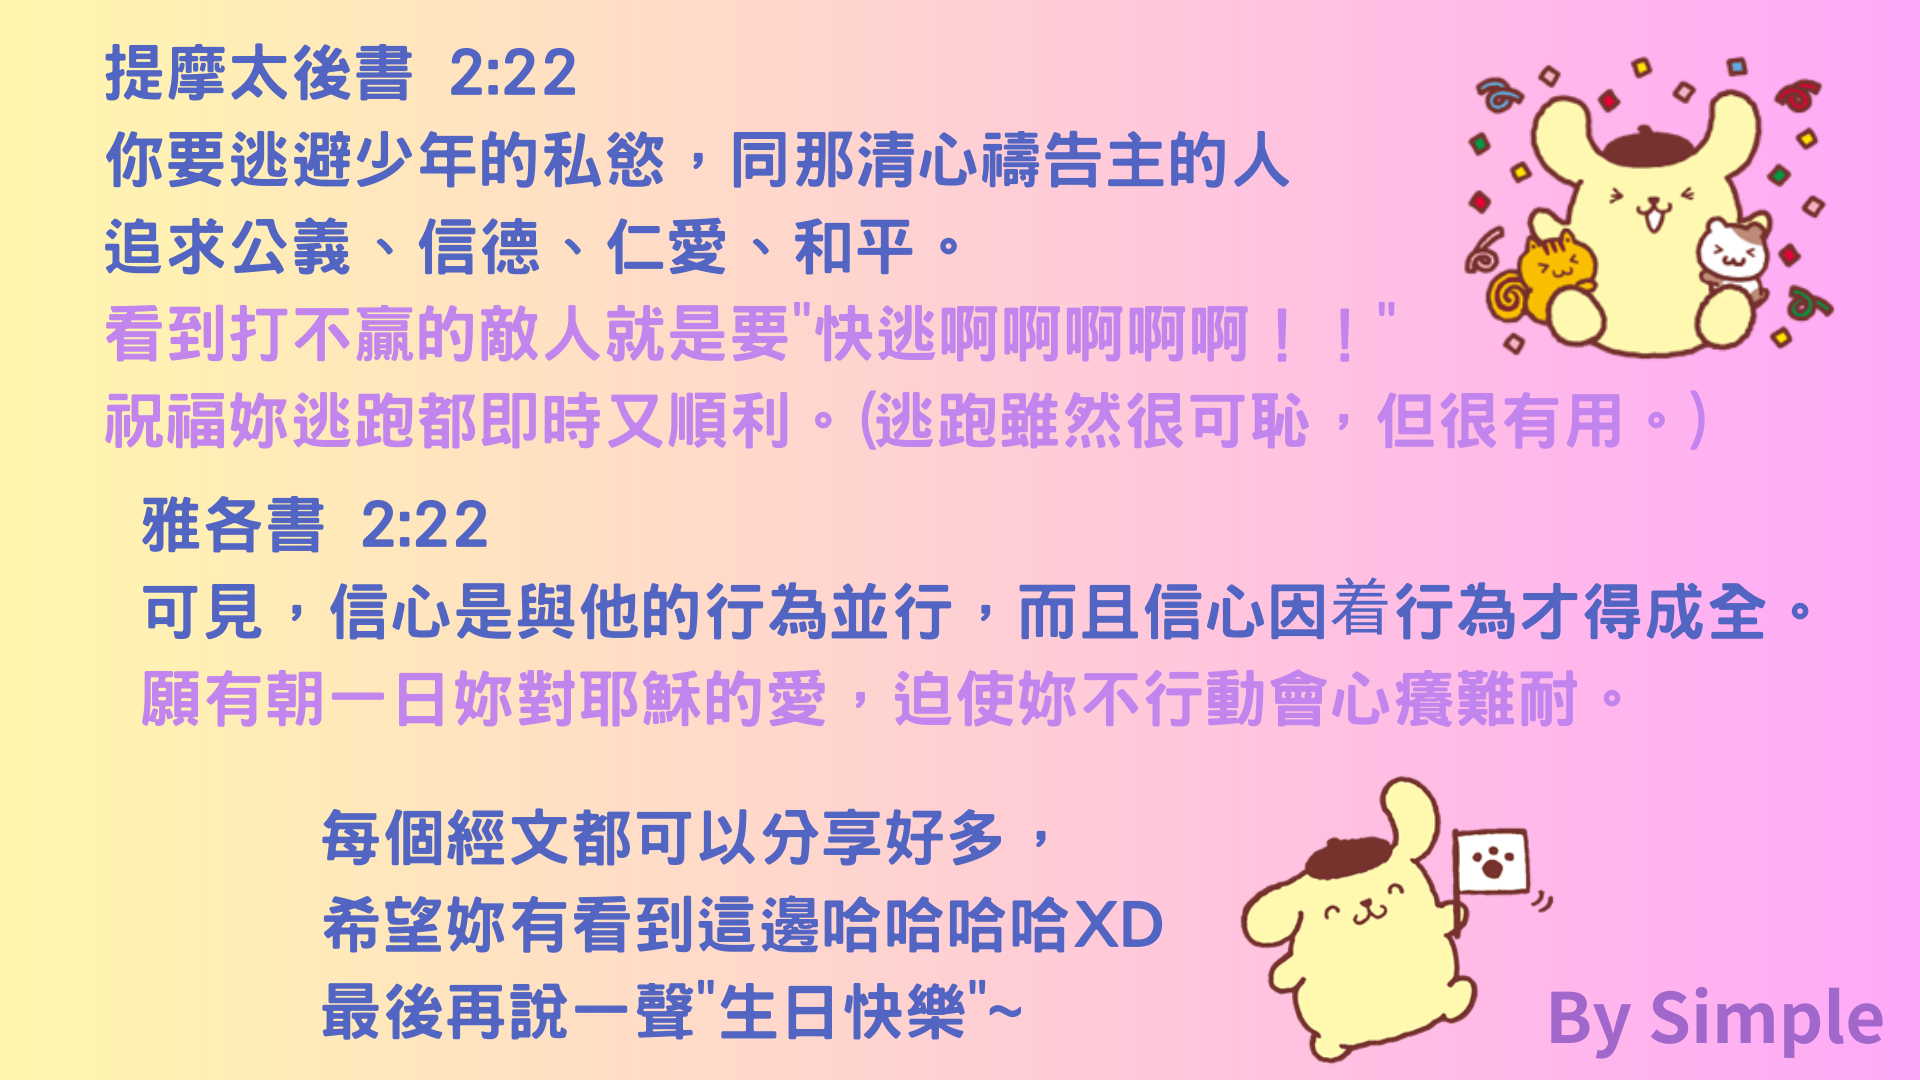 提摩太後書 2:22
你要逃避少年的私慾，同那清心禱告主的人
追求公義、信德、仁愛、和平。
看到打不贏的敵人就是要"快逃啊啊啊啊啊！！"
祝福妳逃跑都即時又順利。(逃跑雖然很可恥，但很有用。)
雅各書 2:22
可見，信心是與他的行為並行，而且信心因着行為才得成全。
願有朝一日妳對耶穌的愛，迫使妳不行動會心癢難耐。
每個經文都可以分享好多，
希望妳有看到這邊哈哈哈哈XD
最後再說一聲"生日快樂"~
By Simple